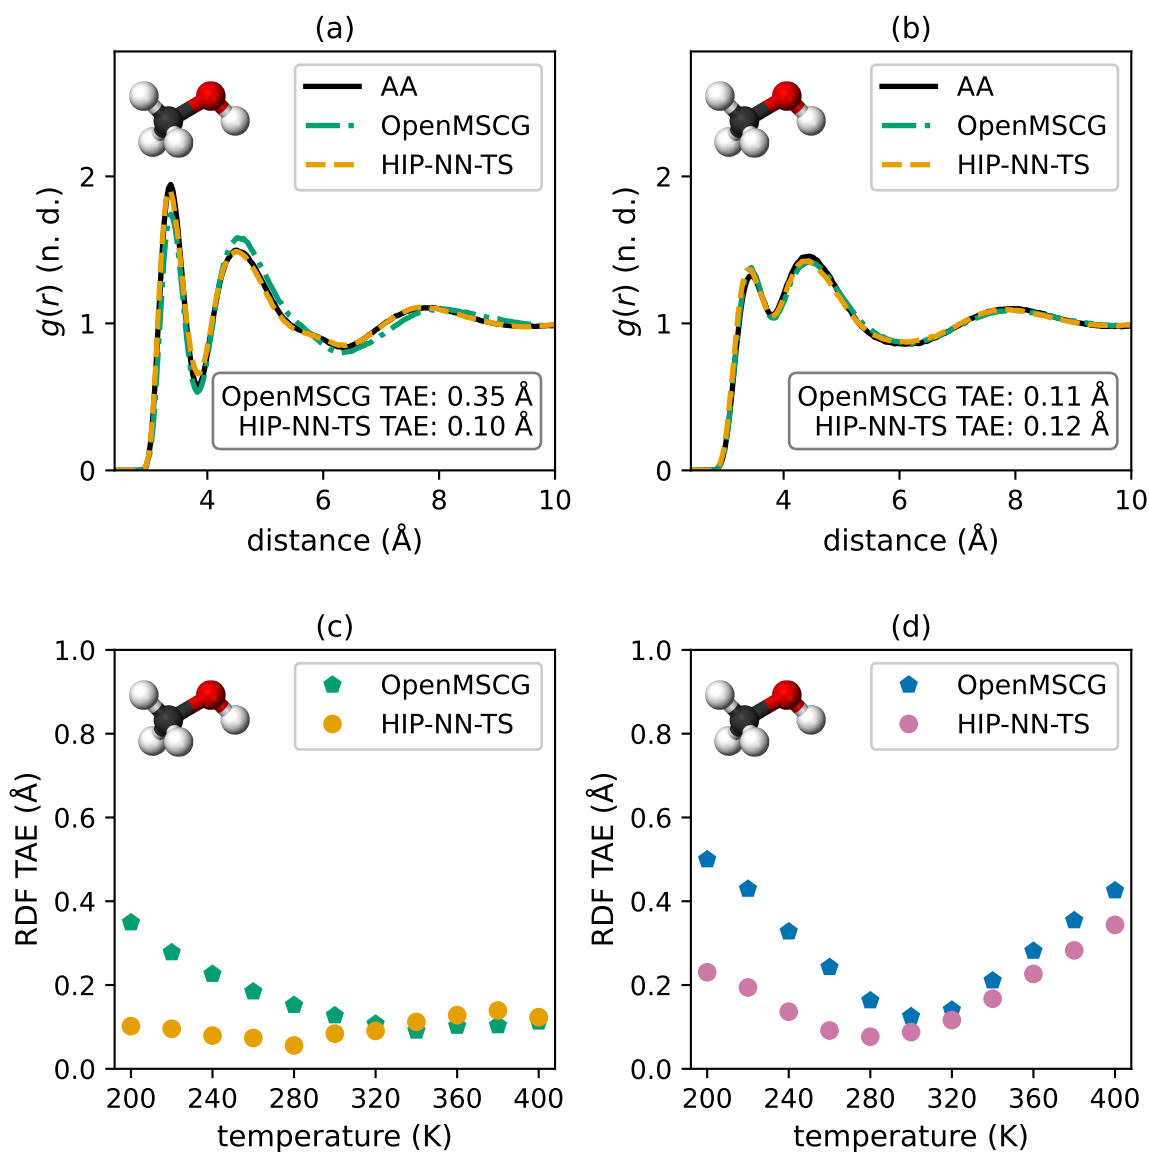 (a)
AA
OpenMSCG
HIP-NN-TS
g(r) (n. d.)
2
1
0
OpenMSCG TAE: 0.35 Å
HIP-NN-TS TAE: 0.10 Å
4 6 8 10
distance (Å)
(b)
AA
OpenMSCG
HIP-NN-TS
g(r) (n. d.)
2
1
0
OpenMSCG TAE: 0.11 Å
HIP-NN-TS TAE: 0.12 Å
4 6 8 10
distance (Å)
(c)
OpenMSCG
HIP-NN-TS
RDF TAE (Å)
1.0
0.8
0.6
0.4
0.2
0.0
200 240 280 320 360 400
temperature (K)
(d)
OpenMSCG
HIP-NN-TS
RDF TAE (Å)
1.0
0.8
0.6
0.4
0.2
0.0
200 240 280 320 360 400
temperature (K)